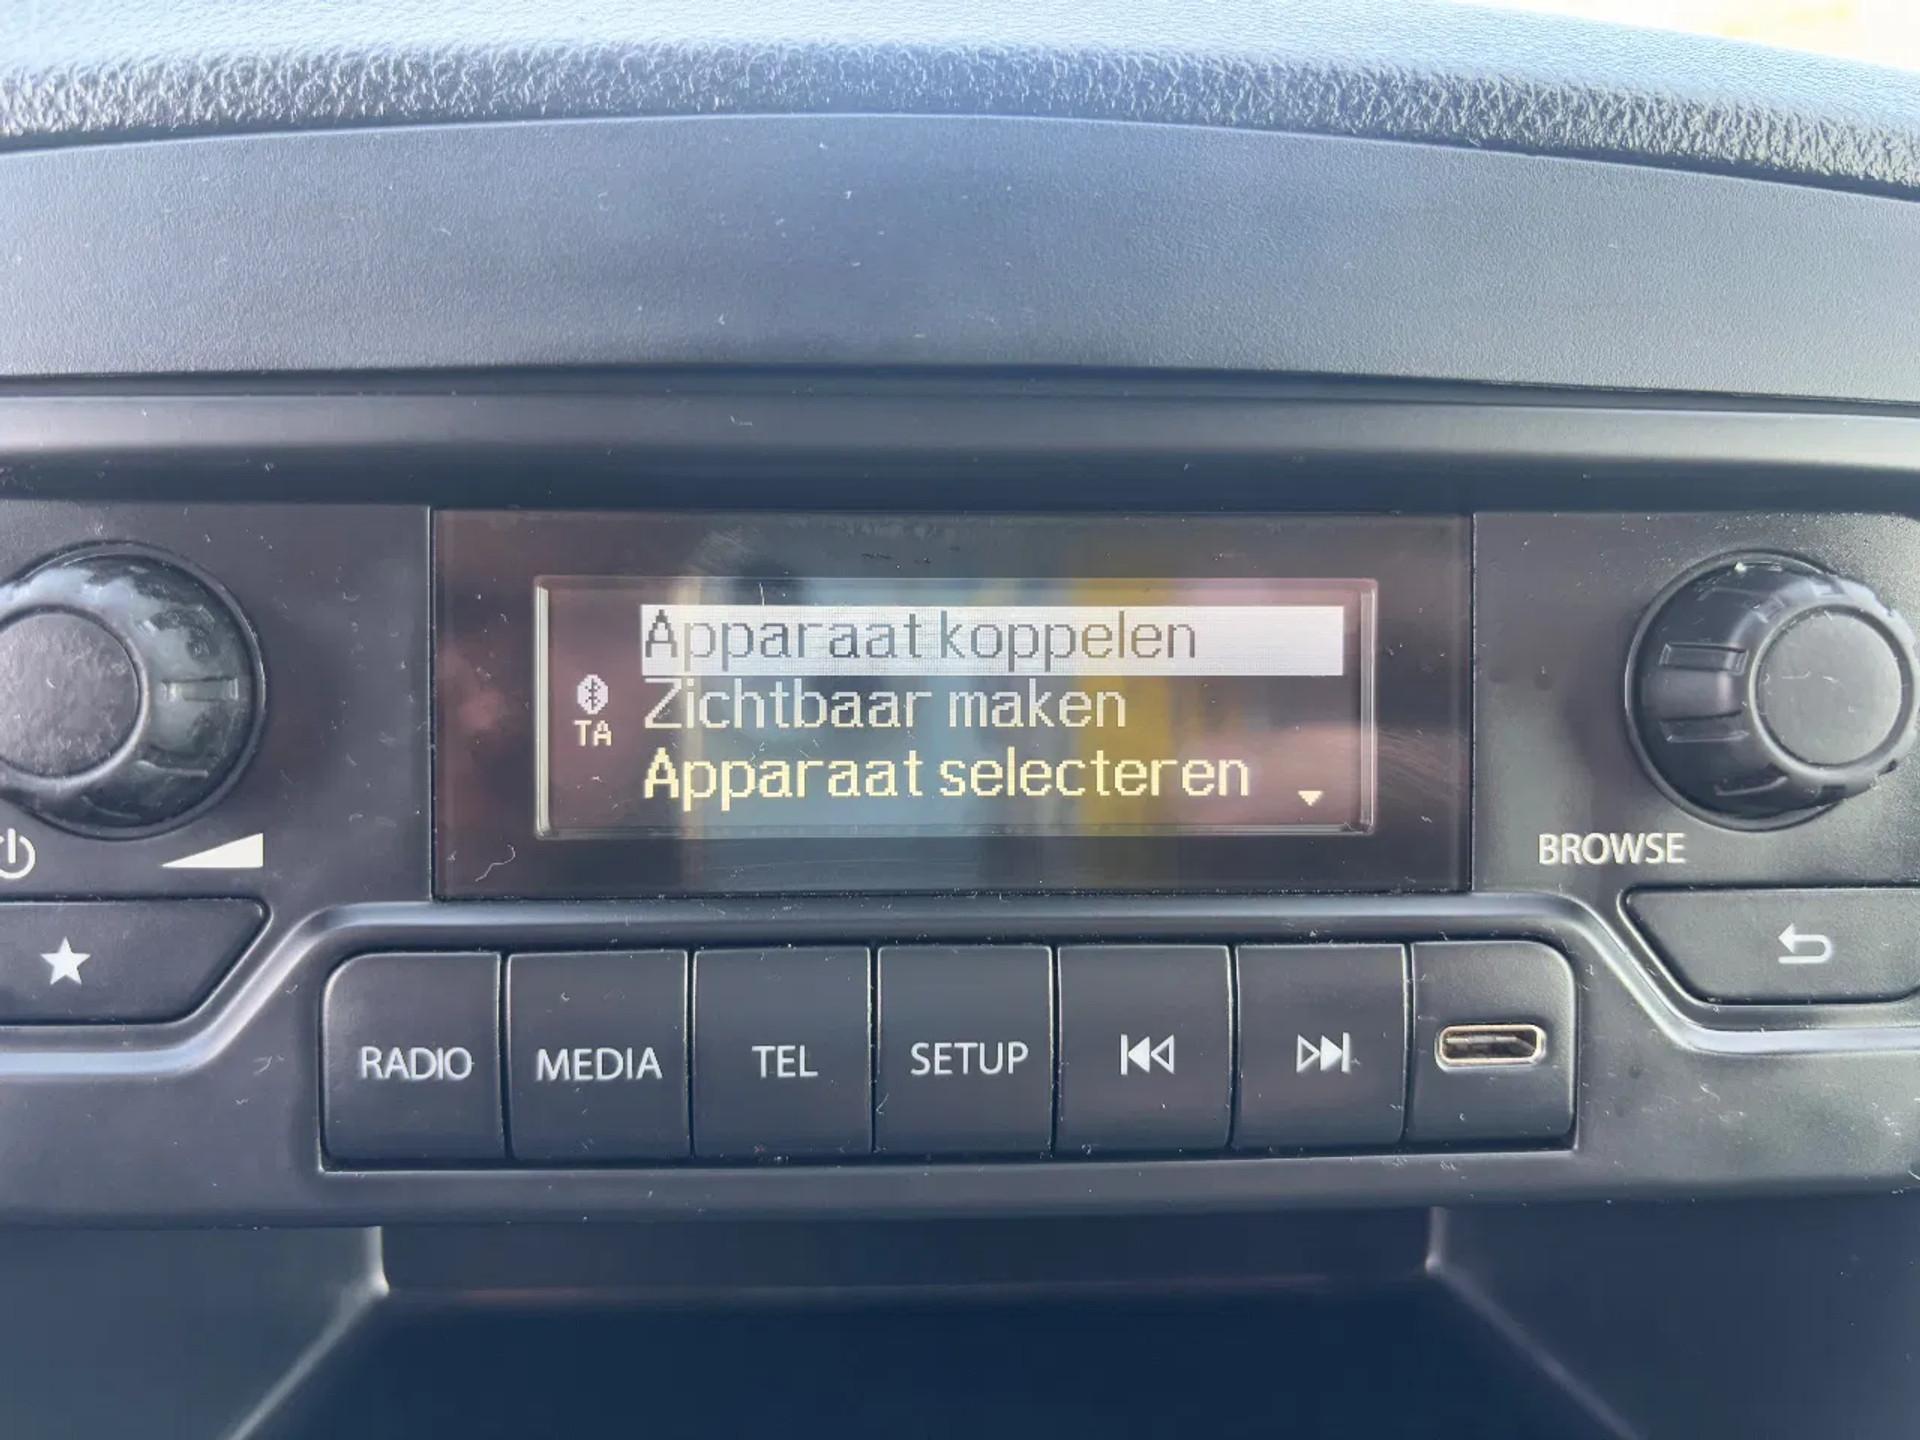 Apparaat koppelen
Zichtbaar maken
TA
Apparaat selecteren
BROWSE
RADIO
MEDIA
TEL
SETUP